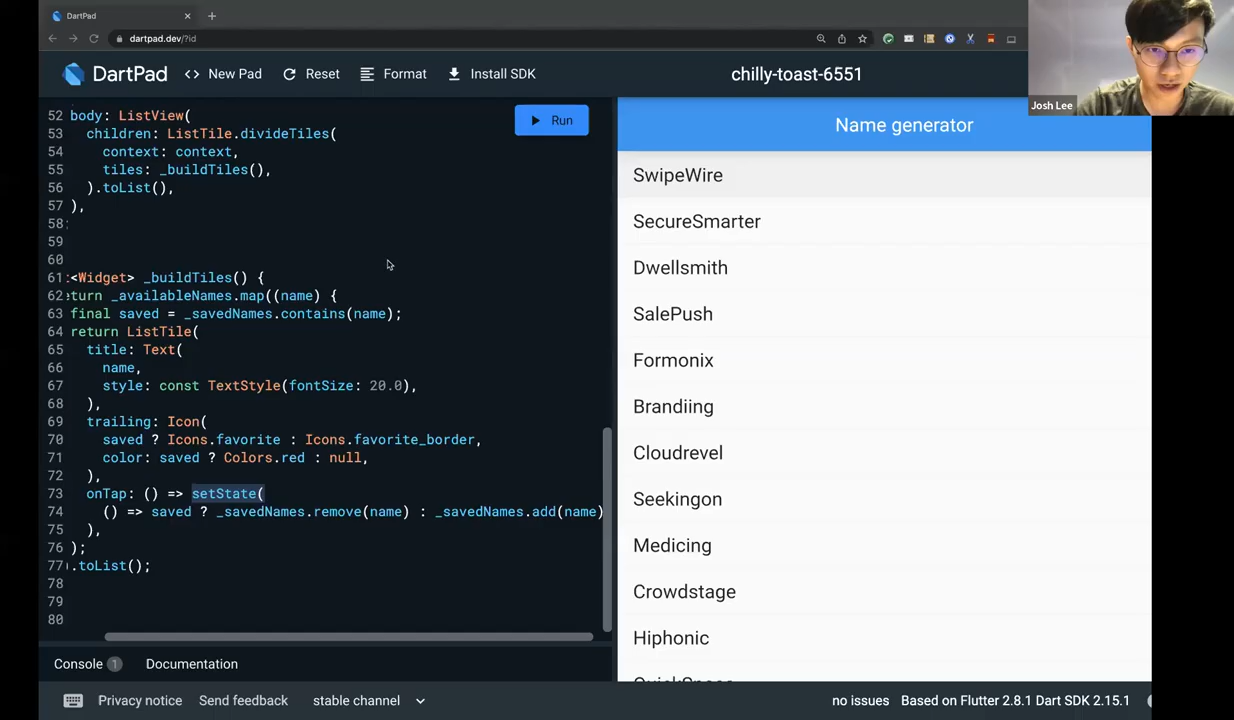 DartPad
dartpad.dev/?id
DartPad
<> New Pad
Reset
Format
Install SDK
chilly-toast-6551
Josh Lee
52 body: ListView(
53 children: ListTile.divideTiles(
54 context: context,
55 tiles: _buildTiles(),
56 ).toList(),
57 ),
58 ;
59
60
61 :<Widget> _buildTiles() {
62 eturn _availableNames.map((name) {
63 final saved = _savedNames.contains(name);
64 return ListTile(
65 title: Text(
66 name,
67 style: const TextStyle(fontSize: 20.0),
68 ),
69 trailing: Icon(
70 saved ? Icons.favorite : Icons.favorite_border,
71 color: saved ? Colors.red : null,
72 ),
73 onTap: () => setState(
74 () => saved ? _savedNames.remove(name) : _savedNames.add(name)
75 ),
76 );
77 ).toList();
78
79
80
Run
Name generator
SwipeWire
SecureSmarter
Dwellsmith
SalePush
Formonix
Brandiing
Cloudrevel
Seekingon
Medicing
Crowdstage
Hiphonic
Console 1
Documentation
Privacy notice
Send feedback
stable channel
no issues
Based on Flutter 2.8.1 Dart SDK 2.15.1